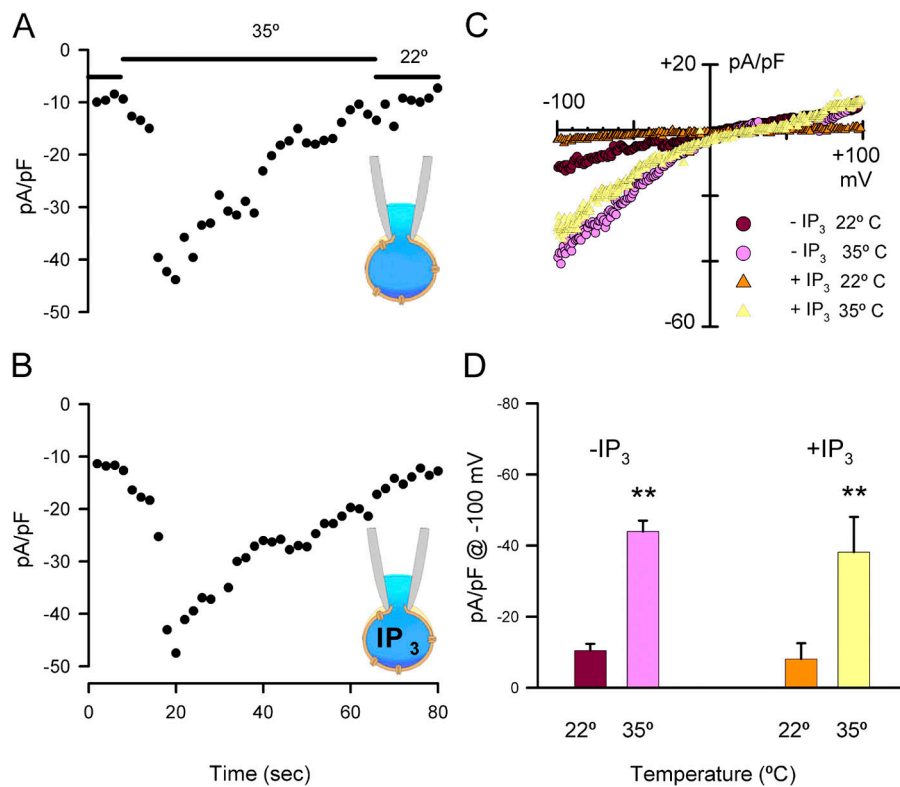 A
35º
22º
0
-10
-20
-30
-40
-50
pA/pF
B
0
-10
-20
-30
-40
-50
pA/pF
IP3
0 20 40 60 80
Time (sec)
C
+20 pA/pF
-100
+100
mV
-60
- IP3 22º C
- IP3 35º C
+ IP3 22º C
+ IP3 35º C
D
-80
-60
-40
-20
0
pA/pF @ -100 mV
-IP3 +IP3
** **
22º 35º 22º 35º
Temperature (ºC)